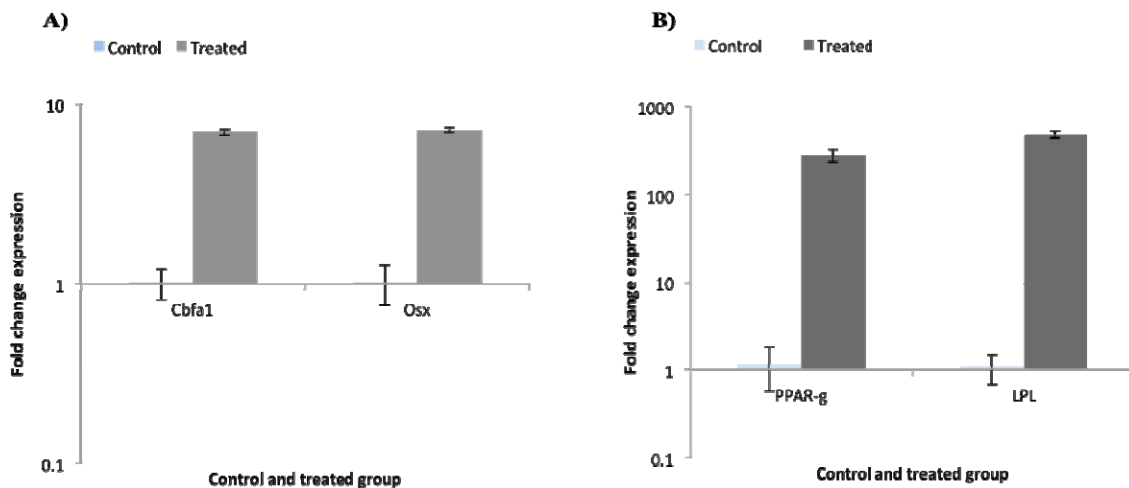 A)
Control Treated
10
1
0.1
Fold change expression
Cbfa1 Osx
Control and treated group
B)
Control Treated
1000
100
10
1
0.1
Fold change expression
PPAR-g LPL
Control and treated group